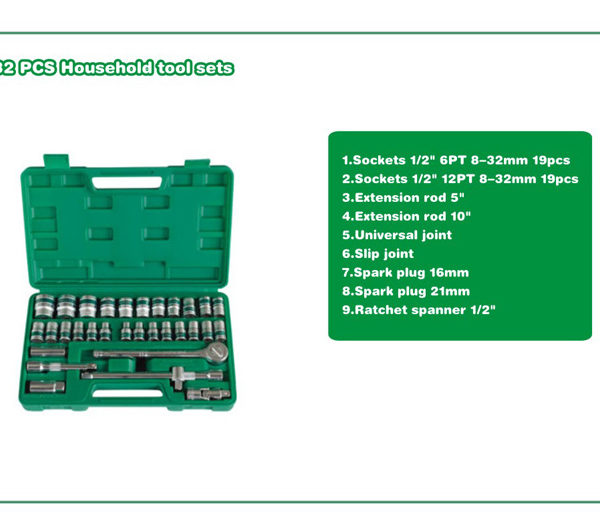 32 PCS Household tool sets
1.Sockets 1/2" 6PT 8–32mm 19pcs
2.Sockets 1/2" 12PT 8–32mm 19pcs
3.Extension rod 5"
4.Extension rod 10"
5.Universal joint
6.Slip joint
7.Spark plug 16mm
8.Spark plug 21mm
9.Ratchet spanner 1/2"